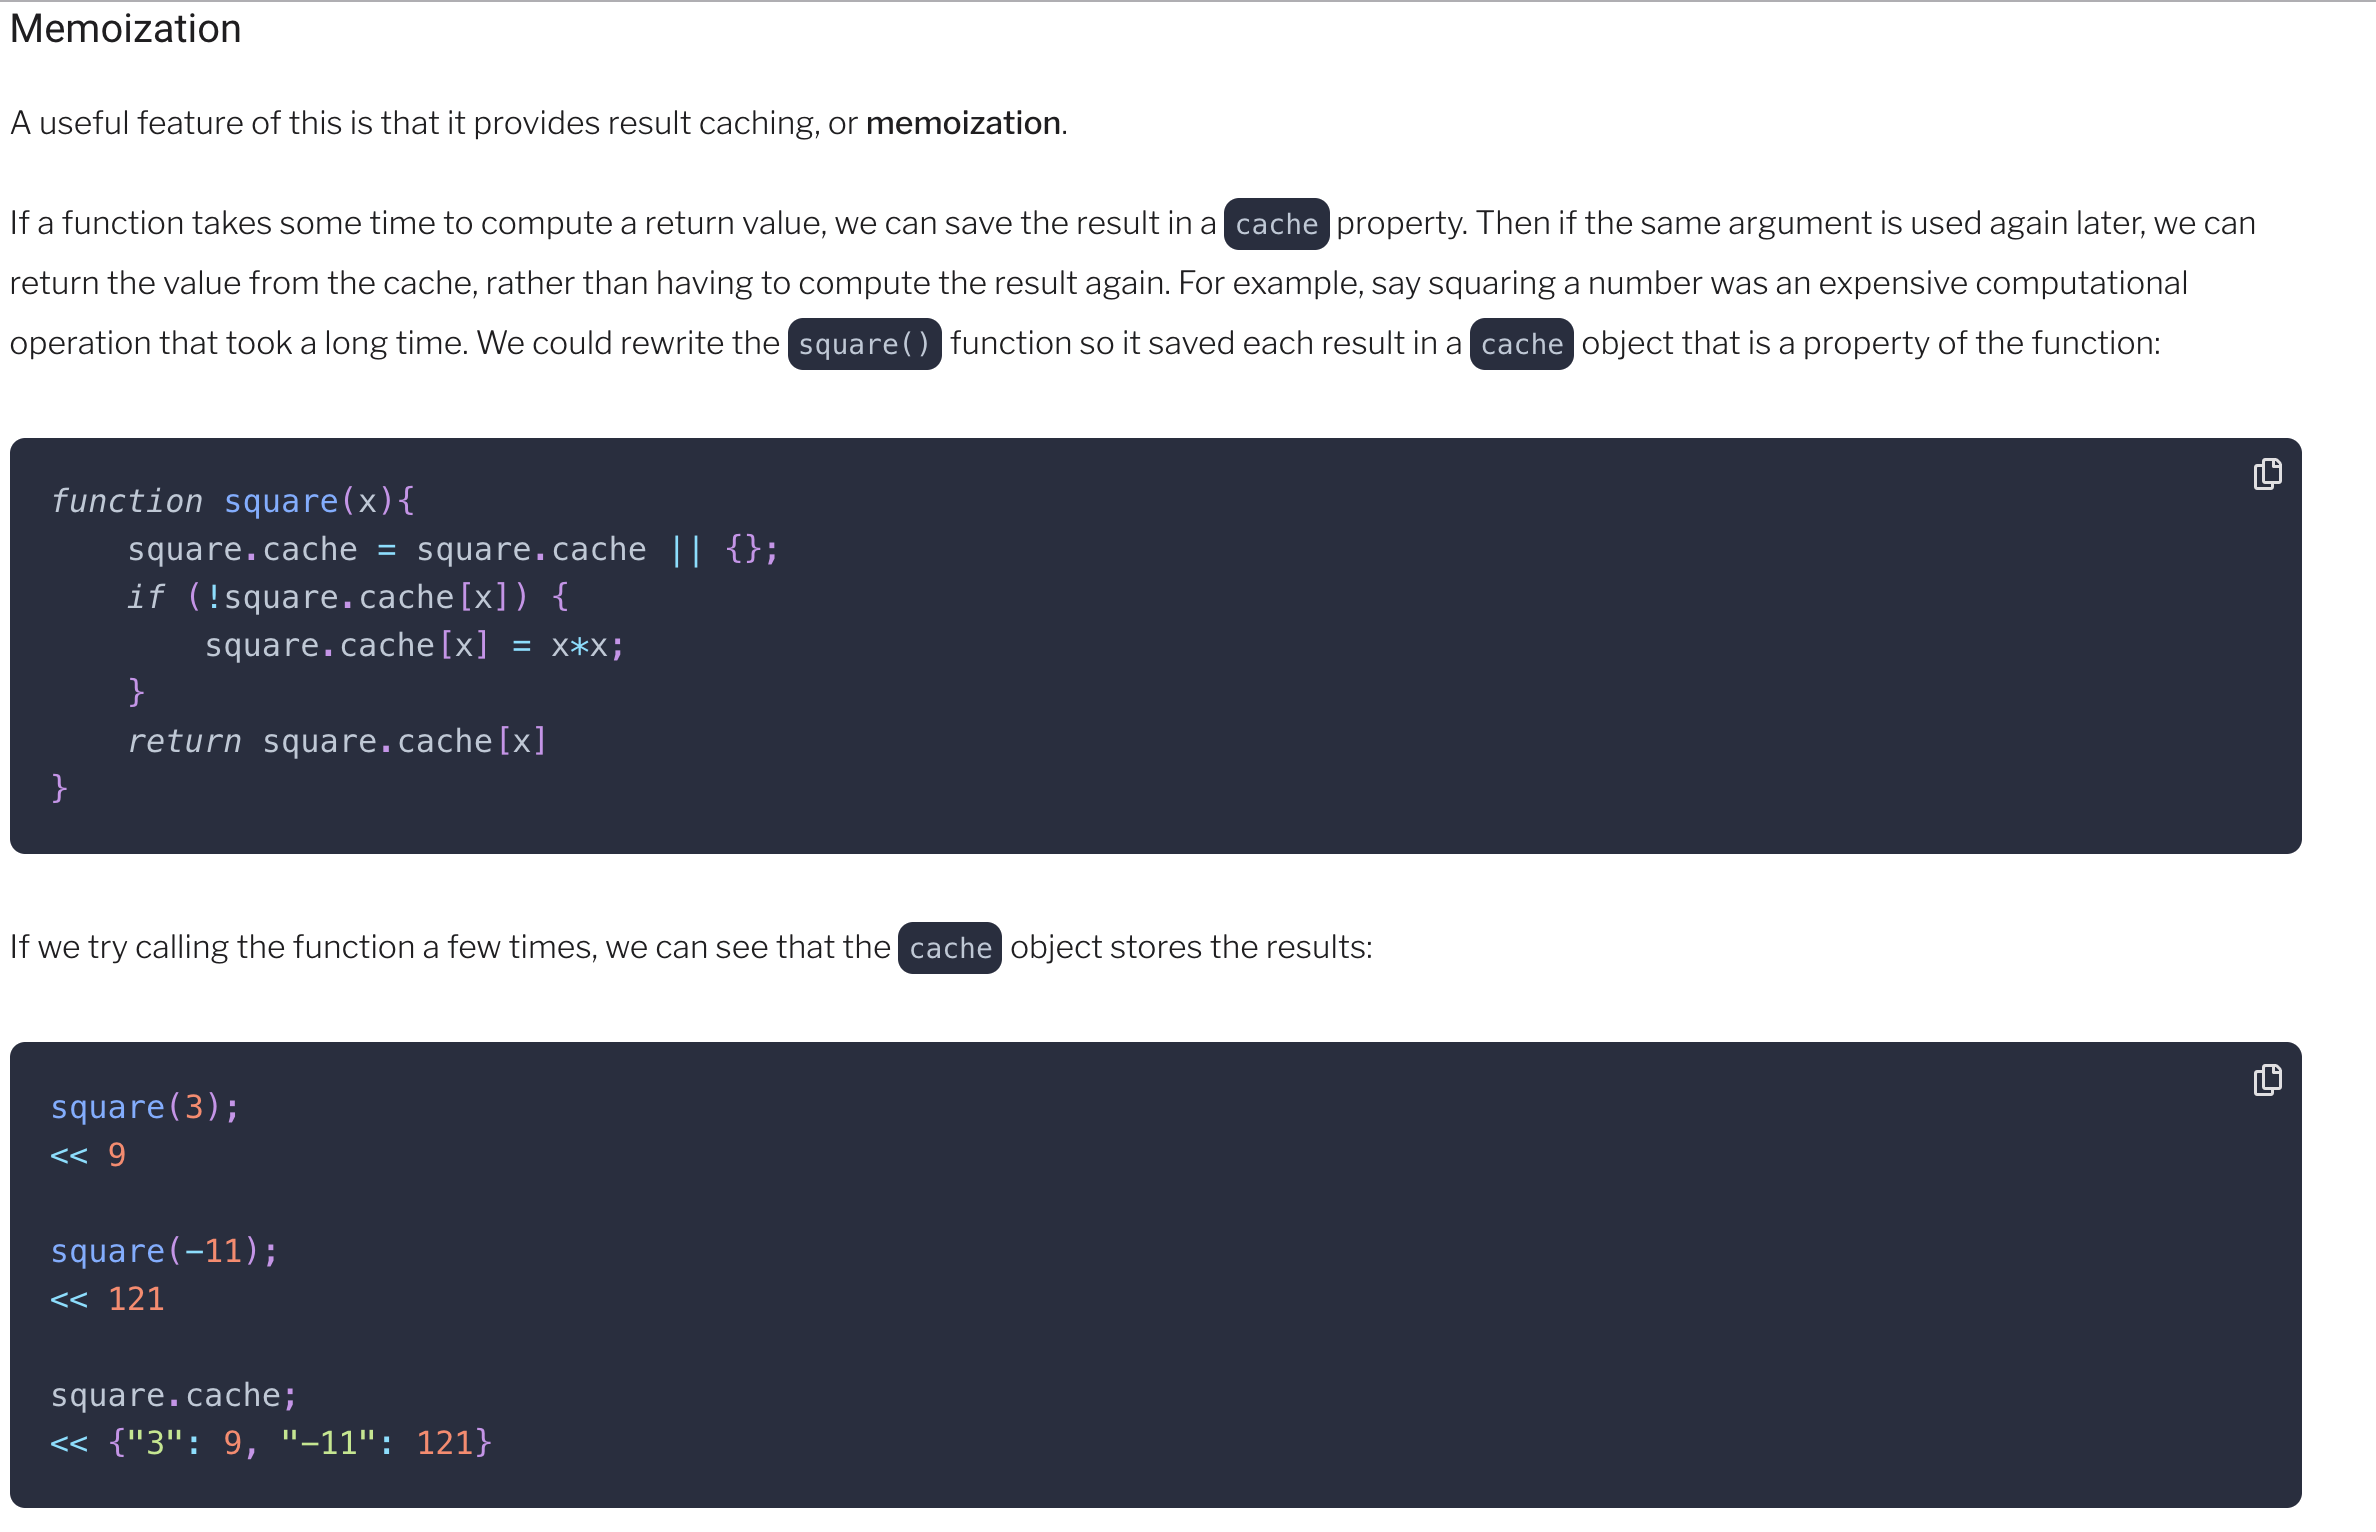 Memoization
A useful feature of this is that it provides result caching, or memoization.
If a function takes some time to compute a return value, we can save the result in a cache property. Then if the same argument is used again later, we can
return the value from the cache, rather than having to compute the result again. For example, say squaring a number was an expensive computational
operation that took a long time. We could rewrite the square() function so it saved each result in a cache object that is a property of the function:
function square(x){
    square.cache = square.cache || {};
    if (!square.cache[x]) {
        square.cache[x] = x*x;
    }
    return square.cache[x]
}
If we try calling the function a few times, we can see that the cache object stores the results:
square(3);
<< 9
square(-11);
<< 121
square.cache;
<< {"3": 9, "-11": 121}